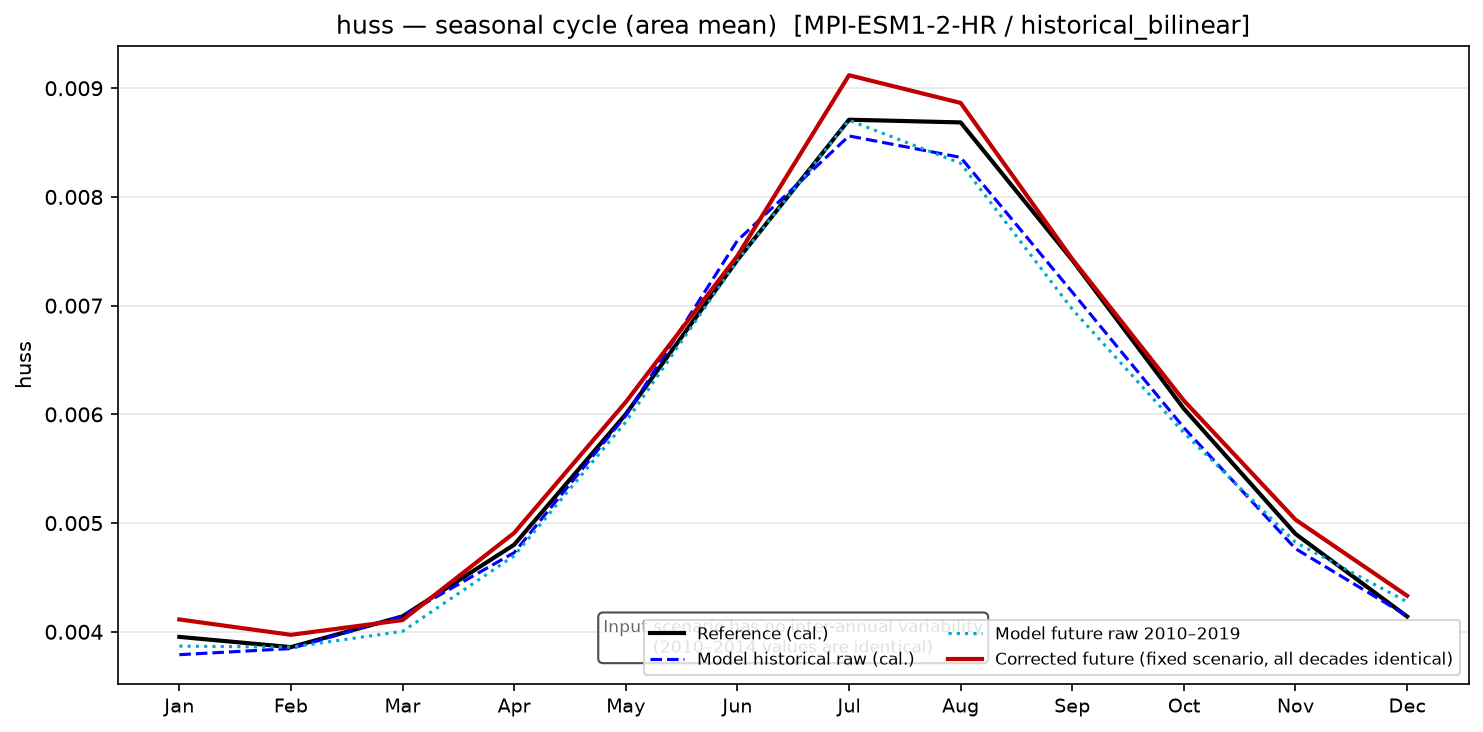 huss — seasonal cycle (area mean)  [MPI-ESM1-2-HR / historical_bilinear]
huss
0.009
0.008
0.007
0.006
0.005
0.004
Input scenario has no inter-annual variability
(2010–2014 values are identical)
Reference (cal.)
Model historical raw (cal.)
Model future raw 2010–2019
Corrected future (fixed scenario, all decades identical)
Jan Feb Mar Apr May Jun Jul Aug Sep Oct Nov Dec